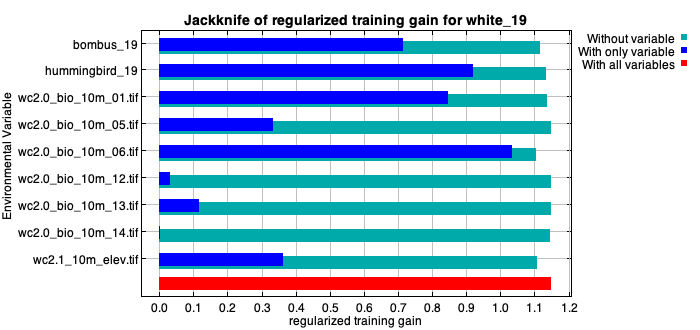 Jackknife of regularized training gain for white_19
Without variable
With only variable
With all variables
Environmental Variable
bombus_19
hummingbird_19
wc2.0_bio_10m_01.tif
wc2.0_bio_10m_05.tif
wc2.0_bio_10m_06.tif
wc2.0_bio_10m_12.tif
wc2.0_bio_10m_13.tif
wc2.0_bio_10m_14.tif
wc2.1_10m_elev.tif
0.0 0.1 0.2 0.3 0.4 0.5 0.6 0.7 0.8 0.9 1.0 1.1 1.2
regularized training gain